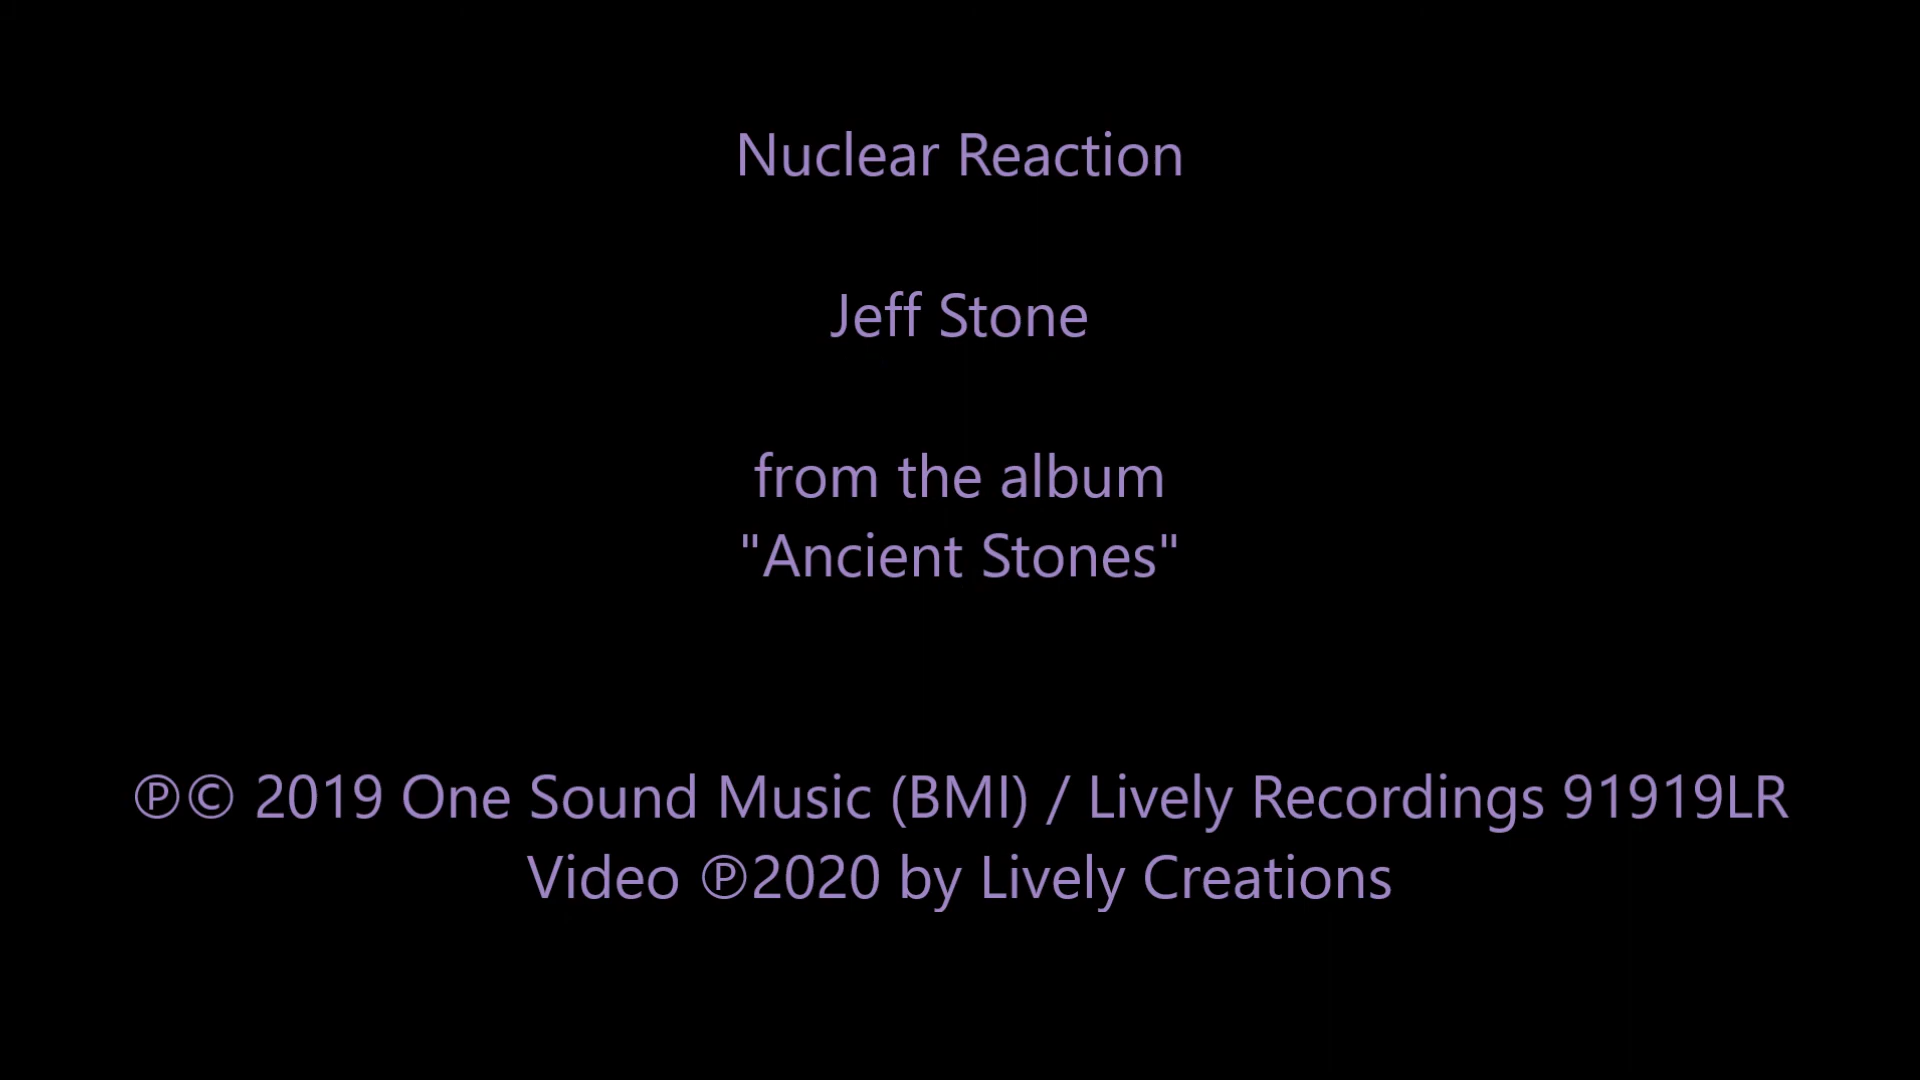 Nuclear Reaction
Jeff Stone
from the album
"Ancient Stones"
℗© 2019 One Sound Music (BMI) / Lively Recordings 91919LR
Video ℗2020 by Lively Creations